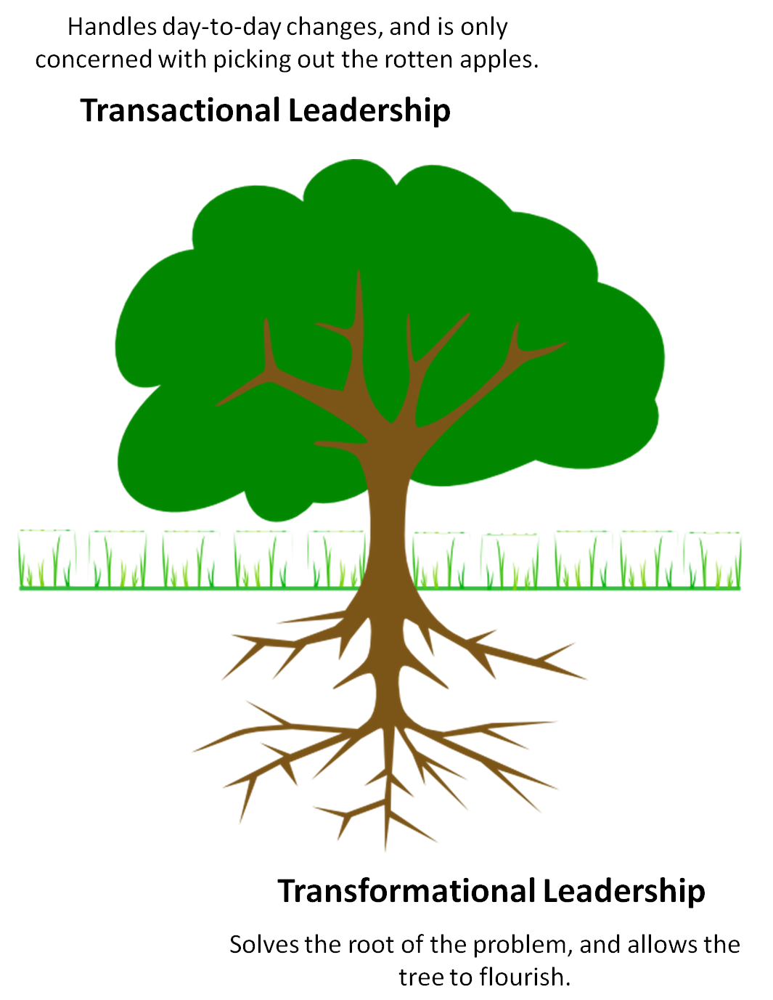 Handles day-to-day changes, and is only
concerned with picking out the rotten apples.
Transactional Leadership
Transformational Leadership
Solves the root of the problem, and allows the
tree to flourish.